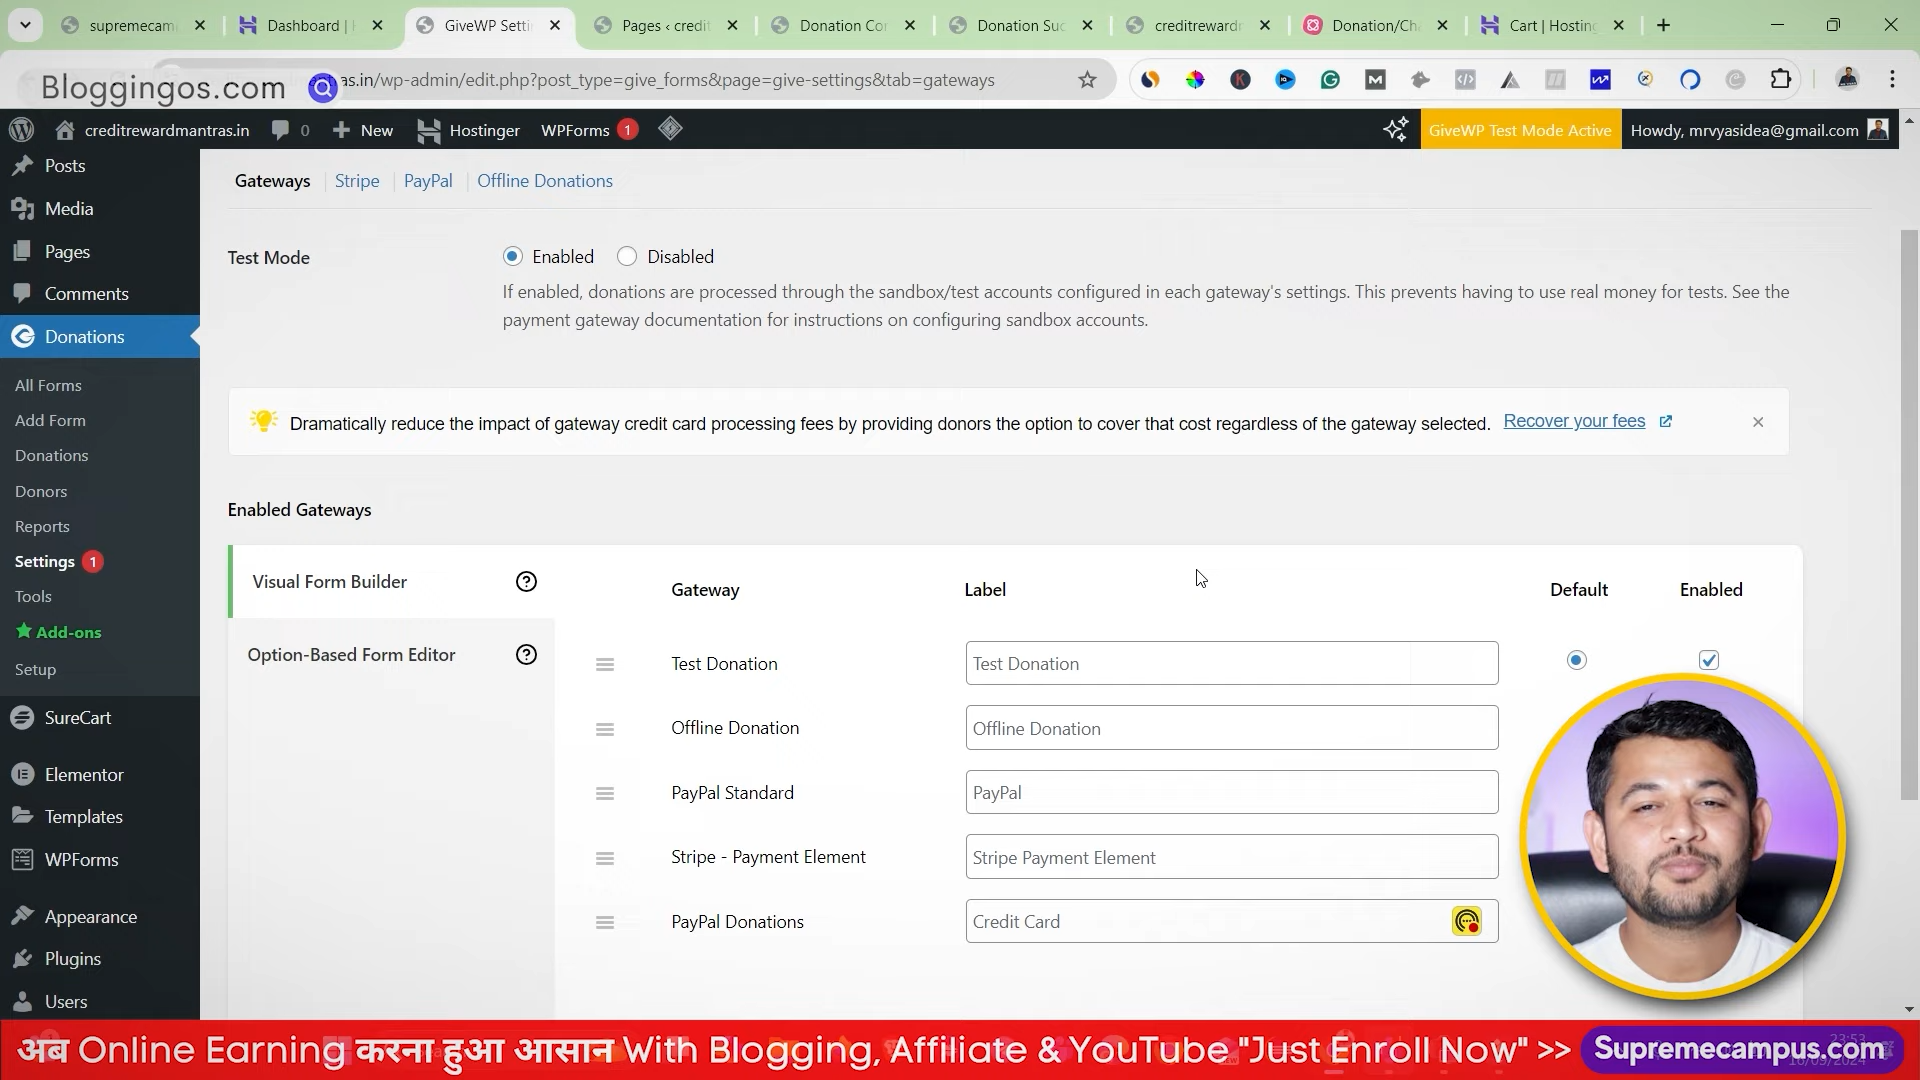 supremecam
Dashboard |
GiveWP Setti
Pages ‹ credit
Donation Co
Donation Suc
creditreward
Donation/Ch
Cart | Hosting
Bloggingos.com
as.in/wp-admin/edit.php?post_type=give_forms&page=give-settings&tab=gateways
creditrewardmantras.in
0
New
Hostinger
WPForms 1
GiveWP Test Mode Active
Howdy, mrvyasidea@gmail.com
Posts
Media
Pages
Comments
Donations
All Forms
Add Form
Donations
Donors
Reports
Settings 1
Tools
Add-ons
Setup
SureCart
Elementor
Templates
WPForms
Appearance
Plugins
Users
Gateways
Stripe
PayPal
Offline Donations
Test Mode
Enabled
Disabled
If enabled, donations are processed through the sandbox/test accounts configured in each gateway's settings. This prevents having to use real money for tests. See the
payment gateway documentation for instructions on configuring sandbox accounts.
Dramatically reduce the impact of gateway credit card processing fees by providing donors the option to cover that cost regardless of the gateway selected. Recover your fees
Enabled Gateways
Visual Form Builder
Option-Based Form Editor
Gateway
Label
Default
Enabled
Test Donation
Test Donation
Offline Donation
Offline Donation
PayPal Standard
PayPal
Stripe - Payment Element
Stripe Payment Element
PayPal Donations
Credit Card
अब Online Earning करना हुआ आसान With Blogging, Affiliate & YouTube "Just Enroll Now" >>
Supremecampus.com